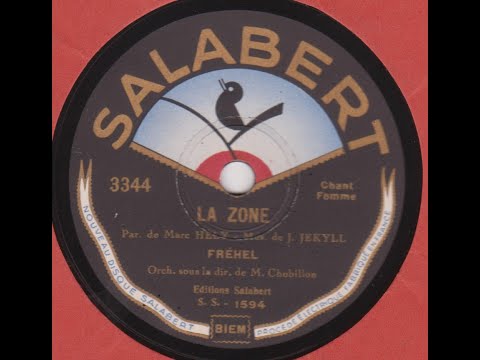 SALABERT
3344
Chant
Femme
LA ZONE
Par. de Marc HELY - Mus. de J. JEKYLL
FRÉHEL
Orch. sous la dir. de M. Chobillon
Editions Salabert
S. S. - 1594
NOUVEAU DISQUE SALABERT
BIEM
PROCÉDÉ ÉLECTRIQUE FABRIQUÉ EN FRANCE